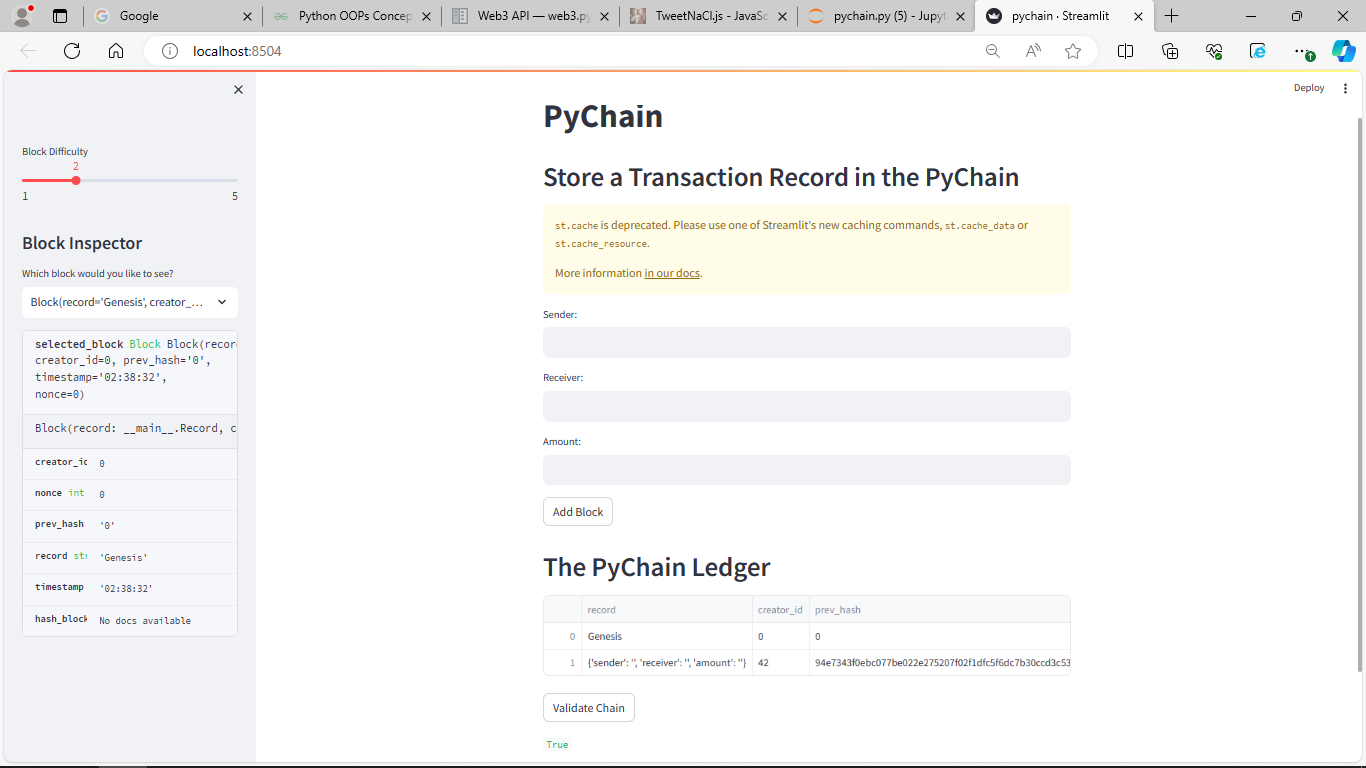 Google
Python OOPs Concep
Web3 API — web3.py
TweetNaCl.js - JavaSc
pychain.py (5) - Jupyt
pychain · Streamlit
localhost:8504
Deploy
Block Difficulty
2
1
5
Block Inspector
Which block would you like to see?
Block(record='Genesis', creator_...
selected_block Block Block(recor
creator_id=0, prev_hash='0',
timestamp='02:38:32',
nonce=0)
Block(record: __main__.Record, c
creator_id 0
nonce int 0
prev_hash '0'
record str 'Genesis'
timestamp '02:38:32'
hash_block No docs available
PyChain
Store a Transaction Record in the PyChain
st.cache is deprecated. Please use one of Streamlit's new caching commands, st.cache_data or
st.cache_resource.
More information in our docs.
Sender:
Receiver:
Amount:
Add Block
The PyChain Ledger
record creator_id prev_hash
0 Genesis 0 0
1 {'sender': '', 'receiver': '', 'amount': ''} 42 94e7343f0ebc077be022e275207f02f1dfc5f6dc7b30ccd3c53
Validate Chain
True